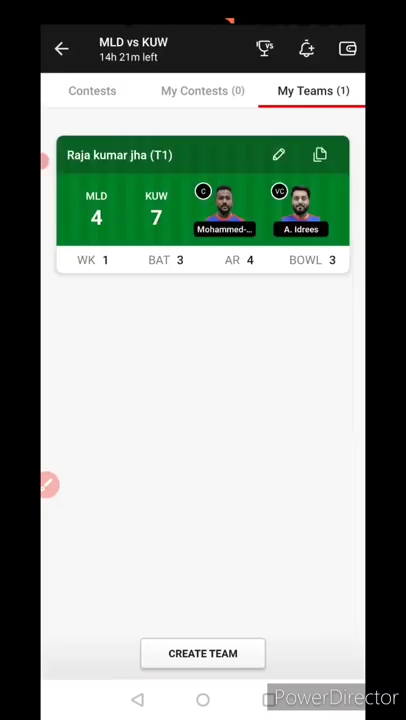 MLD vs KUW
14h 21m left
VS
Contests
My Contests (0)
My Teams (1)
Raja kumar jha (T1)
MLD
KUW
4
7
C
VC
Mohammed-...
A. Idrees
WK 1
BAT 3
AR 4
BOWL 3
CREATE TEAM
PowerDirector